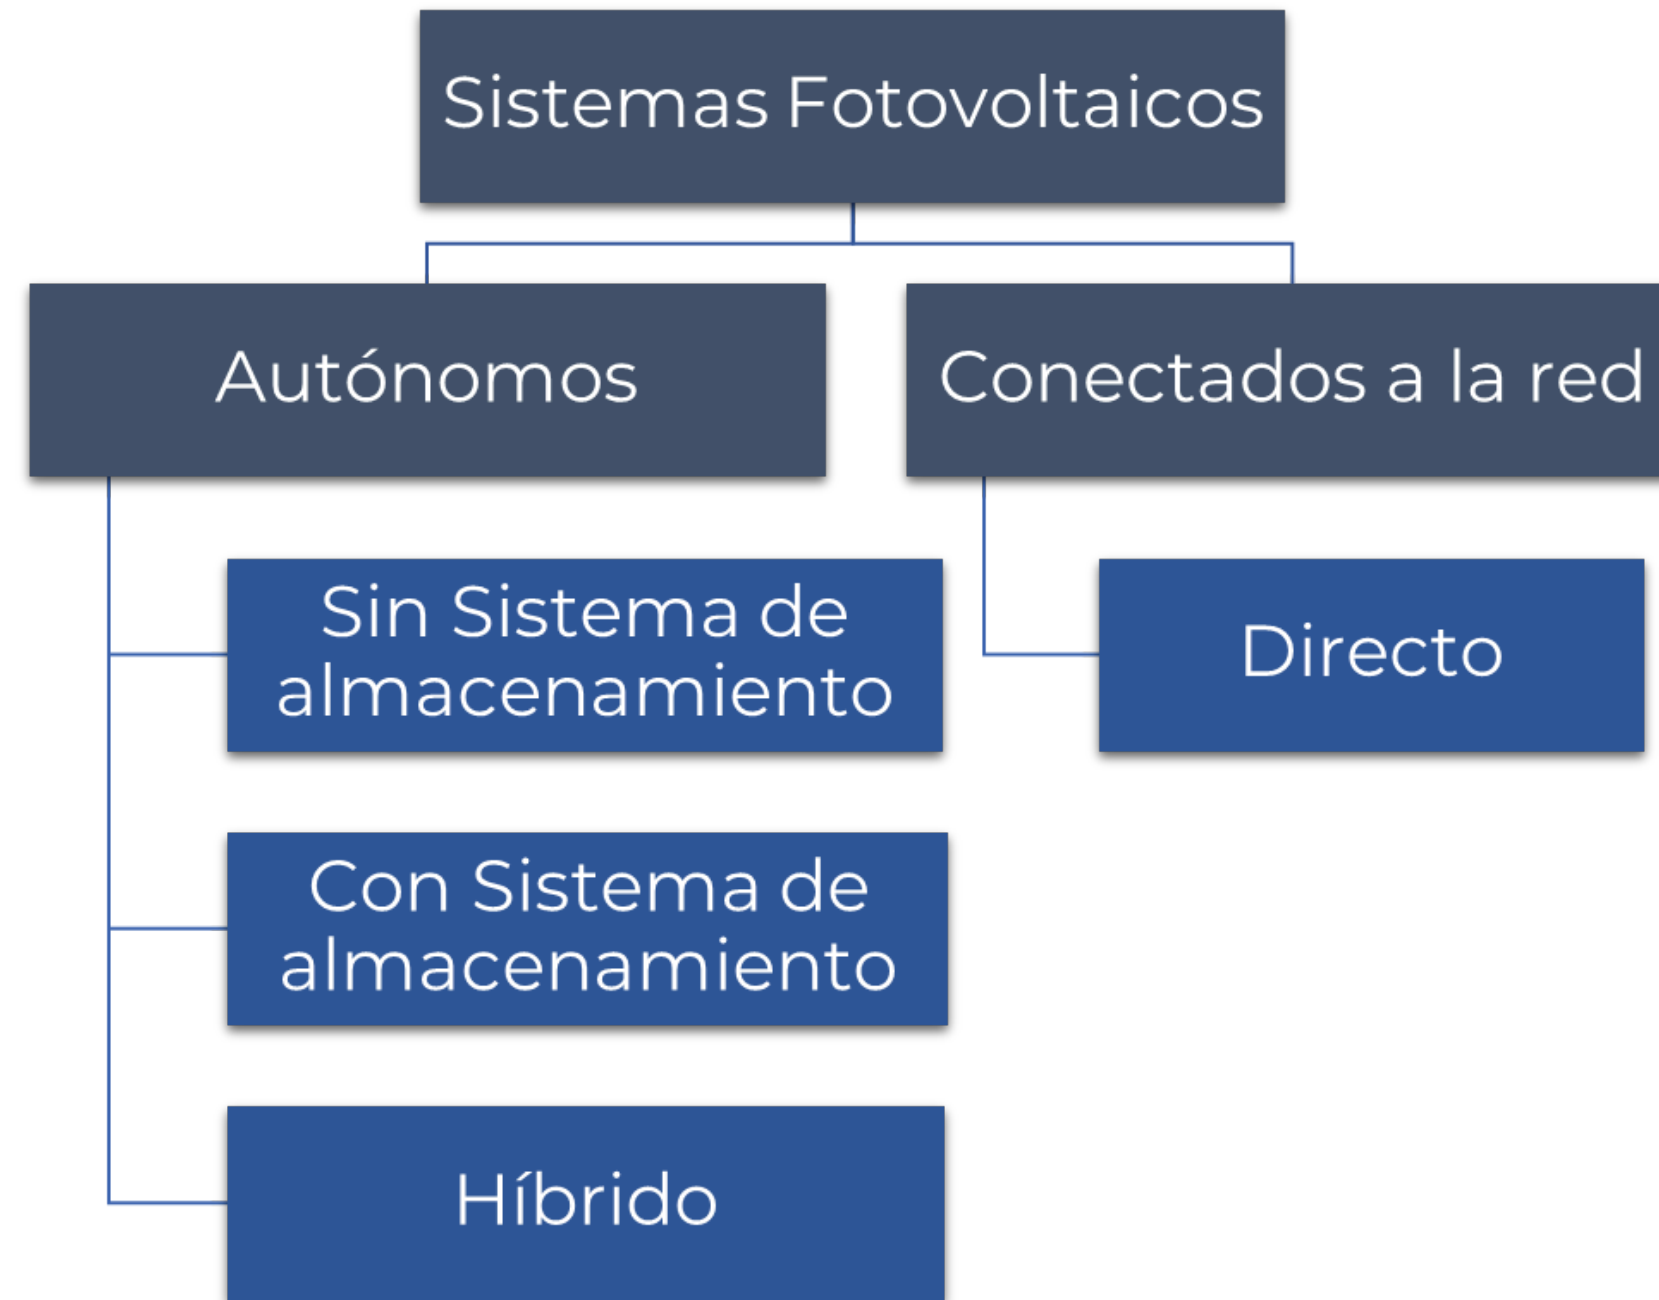 Sistemas Fotovoltaicos
Autónomos
Conectados a la red
Sin Sistema de
almacenamiento
Directo
Con Sistema de
almacenamiento
Híbrido